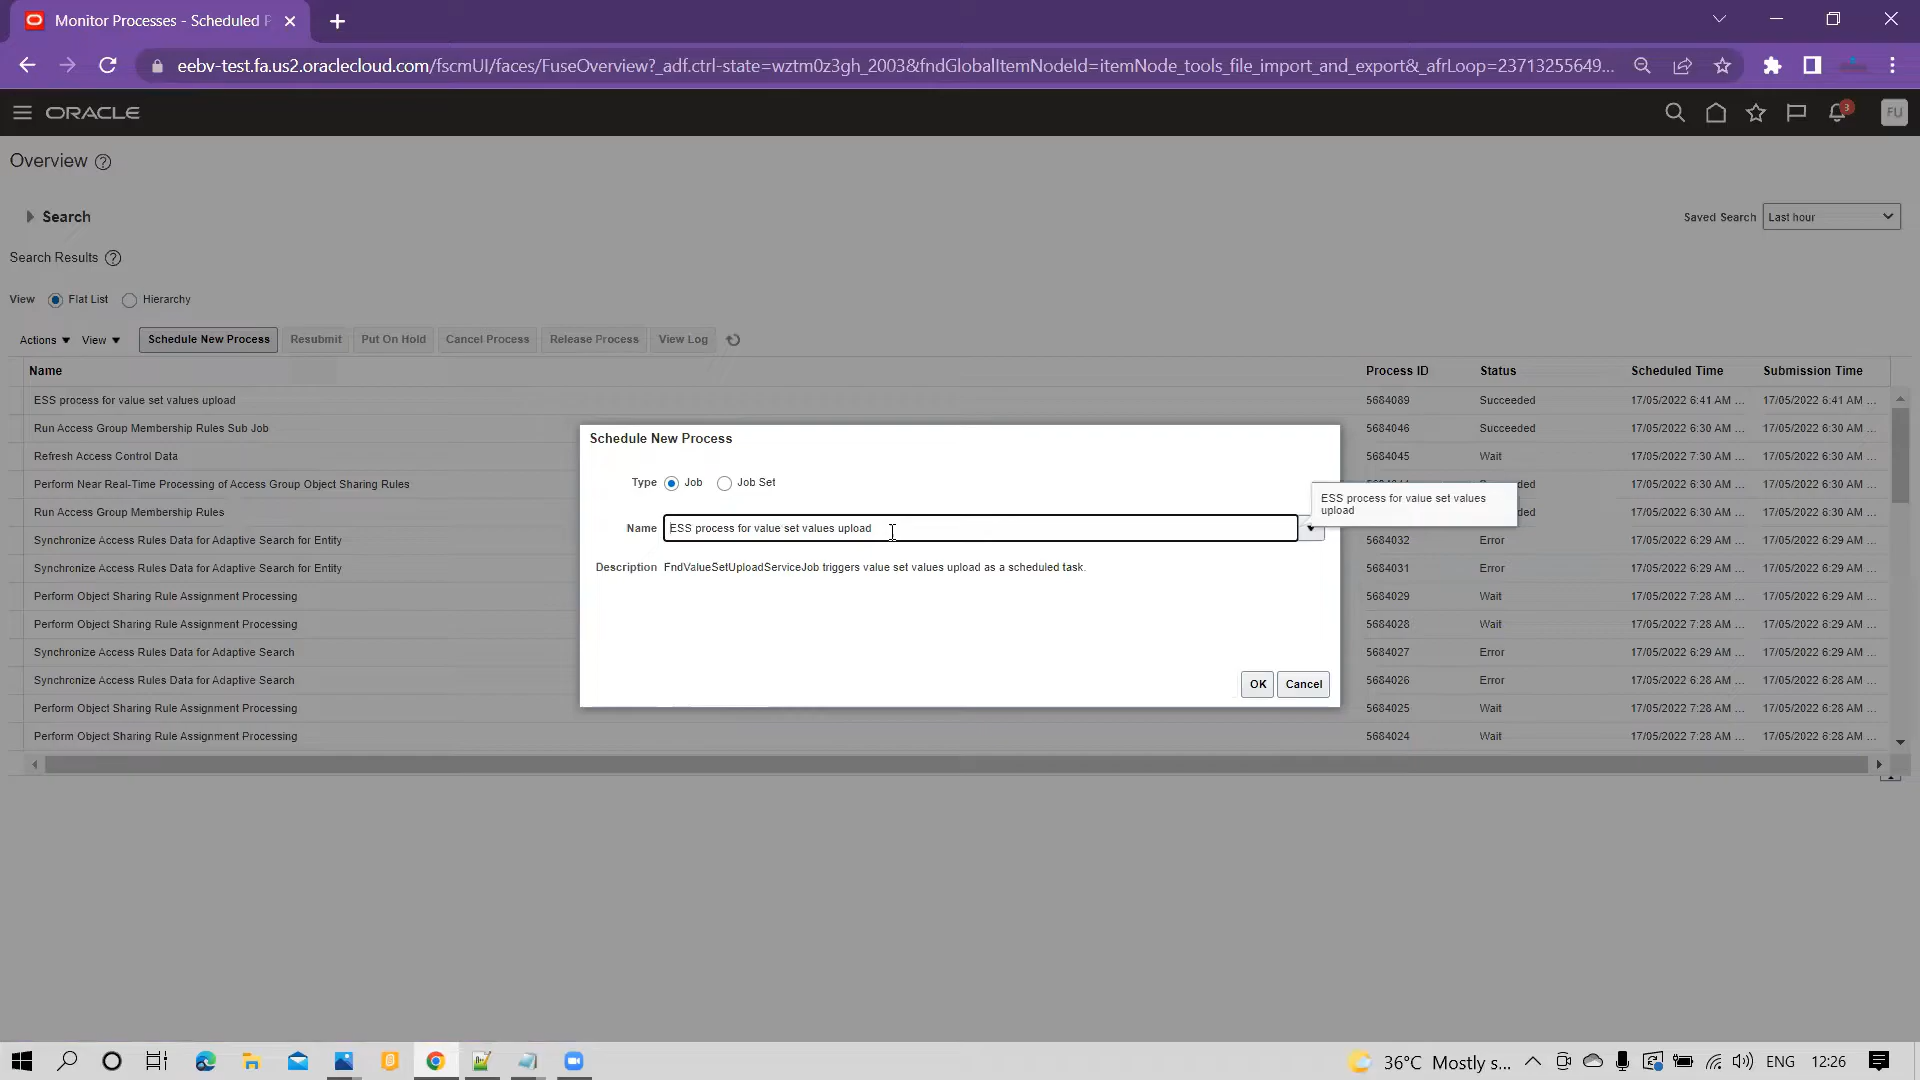 Monitor Processes - Scheduled P
eebv-test.fa.us2.oraclecloud.com/fscmUI/faces/FuseOverview?_adf.ctrl-state=wztm0z3gh_2003&fndGlobalItemNodeId=itemNode_tools_file_import_and_export&_afrLoop=23713255649...
ORACLE
3
FU
Overview
Search
Saved Search Last hour
Search Results
View Flat List Hierarchy
Actions View Schedule New Process Resubmit Put On Hold Cancel Process Release Process View Log
Name Process ID Status Scheduled Time Submission Time
ESS process for value set values upload 5684089 Succeeded 17/05/2022 6:41 AM ... 17/05/2022 6:41 AM ...
Run Access Group Membership Rules Sub Job 5684046 Succeeded 17/05/2022 6:30 AM ... 17/05/2022 6:30 AM ...
Refresh Access Control Data 5684045 Wait 17/05/2022 7:30 AM ... 17/05/2022 6:30 AM ...
Perform Near Real-Time Processing of Access Group Object Sharing Rules 17/05/2022 6:30 AM ... 17/05/2022 6:30 AM ...
Run Access Group Membership Rules 17/05/2022 6:30 AM ... 17/05/2022 6:30 AM ...
Synchronize Access Rules Data for Adaptive Search for Entity 5684032 Error 17/05/2022 6:29 AM ... 17/05/2022 6:29 AM ...
Synchronize Access Rules Data for Adaptive Search for Entity 5684031 Error 17/05/2022 6:29 AM ... 17/05/2022 6:29 AM ...
Perform Object Sharing Rule Assignment Processing 5684029 Wait 17/05/2022 7:28 AM ... 17/05/2022 6:29 AM ...
Perform Object Sharing Rule Assignment Processing 5684028 Wait 17/05/2022 7:28 AM ... 17/05/2022 6:29 AM ...
Synchronize Access Rules Data for Adaptive Search 5684027 Error 17/05/2022 6:29 AM ... 17/05/2022 6:29 AM ...
Synchronize Access Rules Data for Adaptive Search 5684026 Error 17/05/2022 6:28 AM ... 17/05/2022 6:28 AM ...
Perform Object Sharing Rule Assignment Processing 5684025 Wait 17/05/2022 7:28 AM ... 17/05/2022 6:28 AM ...
Perform Object Sharing Rule Assignment Processing 5684024 Wait 17/05/2022 7:28 AM ... 17/05/2022 6:28 AM ...
Schedule New Process
Type Job Job Set
Name ESS process for value set values upload
ESS process for value set values
upload
Description FndValueSetUploadServiceJob triggers value set values upload as a scheduled task.
OK Cancel
36°C Mostly s... ENG 12:26